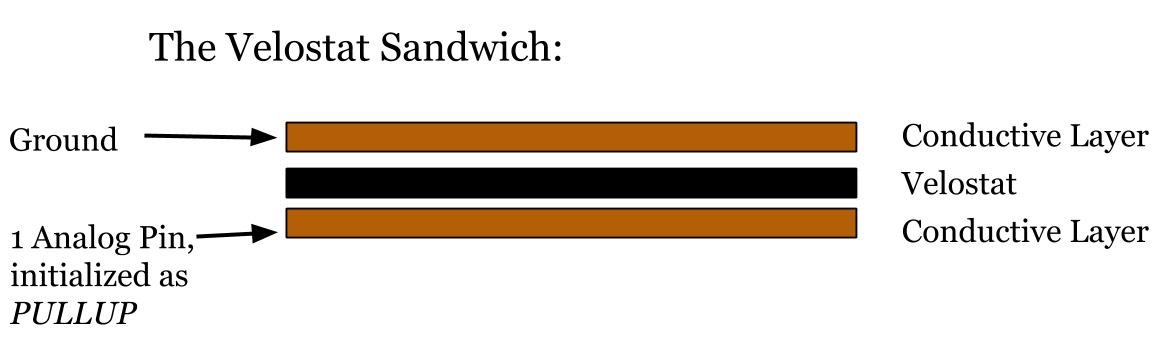 The Velostat Sandwich:
Ground
Conductive Layer
Velostat
1 Analog Pin,
initialized as
PULLUP
Conductive Layer